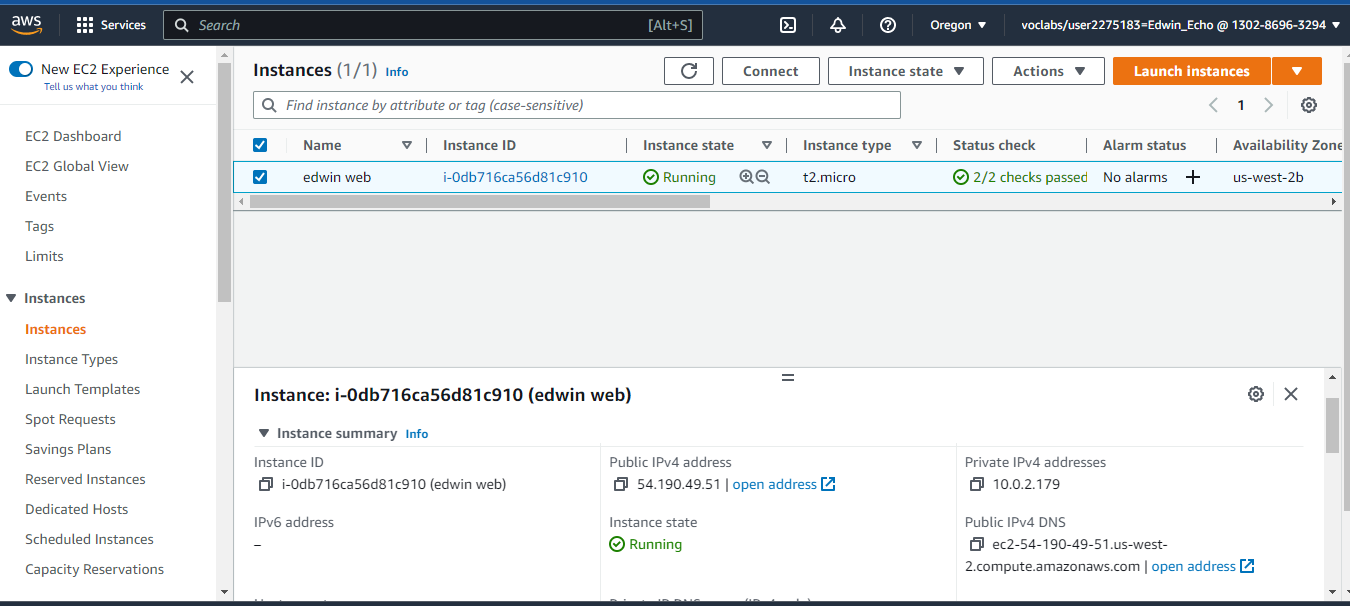 aws Services Search [Alt+S] Oregon voclabs/user2275183=Edwin_Echo @ 1302-8696-3294
New EC2 Experience
Tell us what you think
EC2 Dashboard
EC2 Global View
Events
Tags
Limits
Instances
Instances
Instance Types
Launch Templates
Spot Requests
Savings Plans
Reserved Instances
Dedicated Hosts
Scheduled Instances
Capacity Reservations
Instances (1/1) Info Connect Instance state Actions Launch instances
Find instance by attribute or tag (case-sensitive) 1
Name Instance ID Instance state Instance type Status check Alarm status Availability Zone
edwin web i-0db716ca56d81c910 Running t2.micro 2/2 checks passed No alarms + us-west-2b
Instance: i-0db716ca56d81c910 (edwin web)
Instance summary Info
Instance ID
i-0db716ca56d81c910 (edwin web)
Public IPv4 address
54.190.49.51 | open address
Private IPv4 addresses
10.0.2.179
IPv6 address
–
Instance state
Running
Public IPv4 DNS
ec2-54-190-49-51.us-west-
2.compute.amazonaws.com | open address